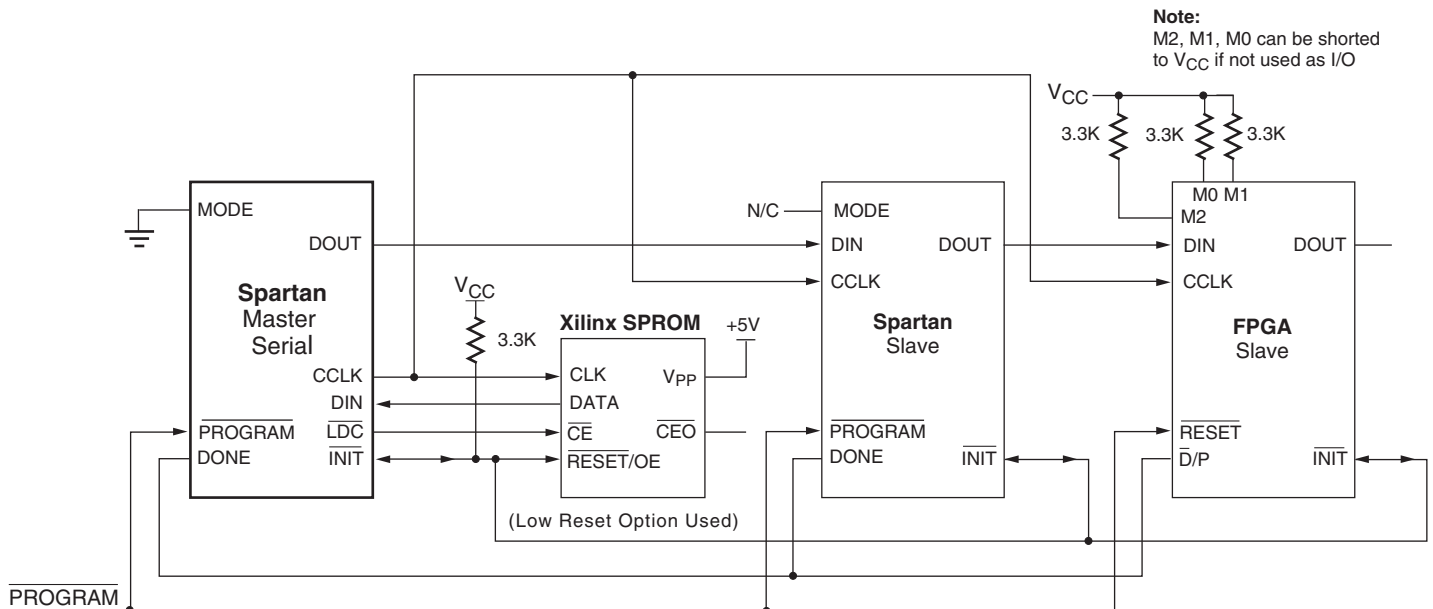 Note:
M2, M1, M0 can be shorted
to VCC if not used as I/O
VCC
3.3K
3.3K
3.3K
M0 M1
M2
DIN
DOUT
CCLK
FPGA
Slave
RESET
D/P
INIT
N/C
MODE
DIN
DOUT
CCLK
Spartan
Slave
PROGRAM
DONE
INIT
MODE
DOUT
Spartan
Master
Serial
CCLK
DIN
PROGRAM
LDC
DONE
INIT
VCC
3.3K
Xilinx SPROM
+5V
CLK
VPP
DATA
CE
CEO
RESET/OE
(Low Reset Option Used)
PROGRAM